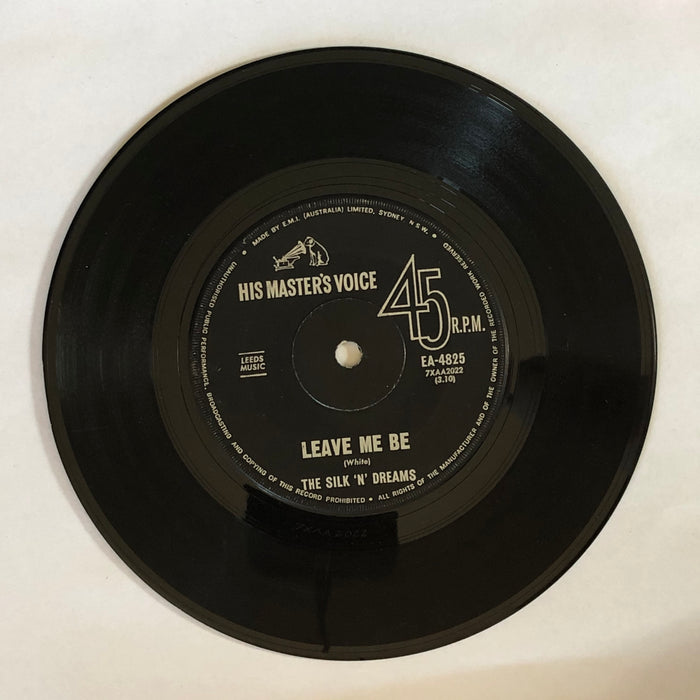 MADE BY E.M.I. (AUSTRALIA) LIMITED, SYDNEY N.S.W.
UNAUTHORISED PUBLIC PERFORMANCE, BROADCASTING AND COPYING OF THIS RECORD PROHIBITED • ALL RIGHTS OF THE MANUFACTURER AND OF THE OWNER OF THE RECORDED WORK RESERVED
HIS MASTER'S VOICE
45 R.P.M.
LEEDS
MUSIC
EA-4825
7XAA2022
(3.10)
LEAVE ME BE
(White)
THE SILK 'N' DREAMS
7XAA2022